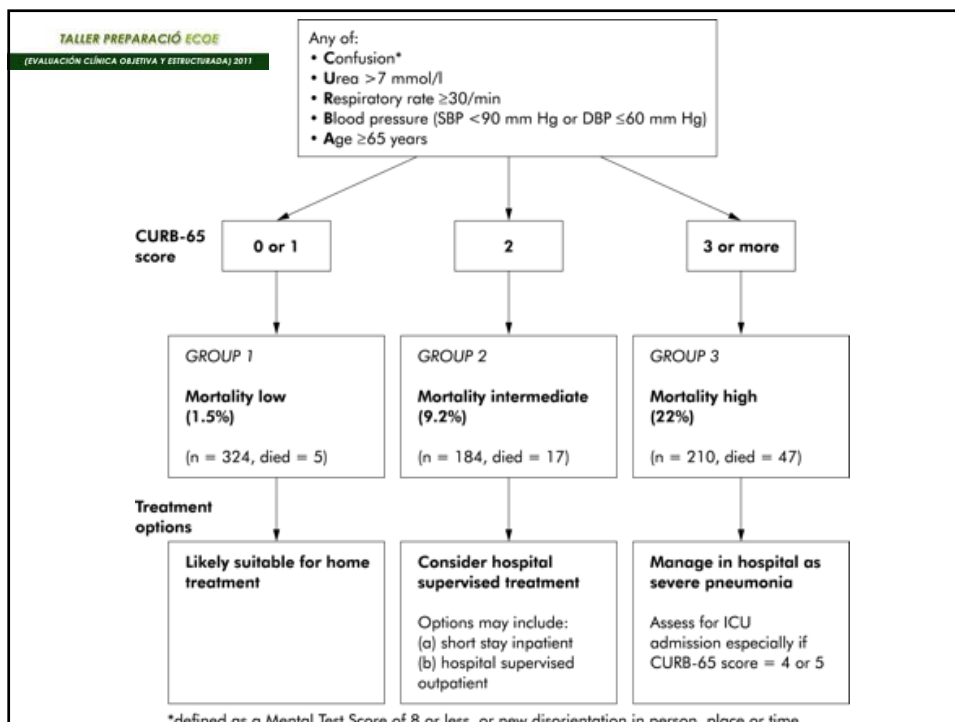 TALLER PREPARACIÓ ECOE
(EVALUACIÓN CLÍNICA OBJETIVA Y ESTRUCTURADA) 2011
Any of:
• Confusion*
• Urea >7 mmol/l
• Respiratory rate ≥30/min
• Blood pressure (SBP <90 mm Hg or DBP ≤60 mm Hg)
• Age ≥65 years
CURB-65
score
0 or 1
2
3 or more
GROUP 1
Mortality low
(1.5%)
(n = 324, died = 5)
GROUP 2
Mortality intermediate
(9.2%)
(n = 184, died = 17)
GROUP 3
Mortality high
(22%)
(n = 210, died = 47)
Treatment
options
Likely suitable for home
treatment
Consider hospital
supervised treatment
Options may include:
(a) short stay inpatient
(b) hospital supervised
outpatient
Manage in hospital as
severe pneumonia
Assess for ICU
admission especially if
CURB-65 score = 4 or 5
*defined as a Mental Test Score of 8 or less, or new disorientation in person, place or time